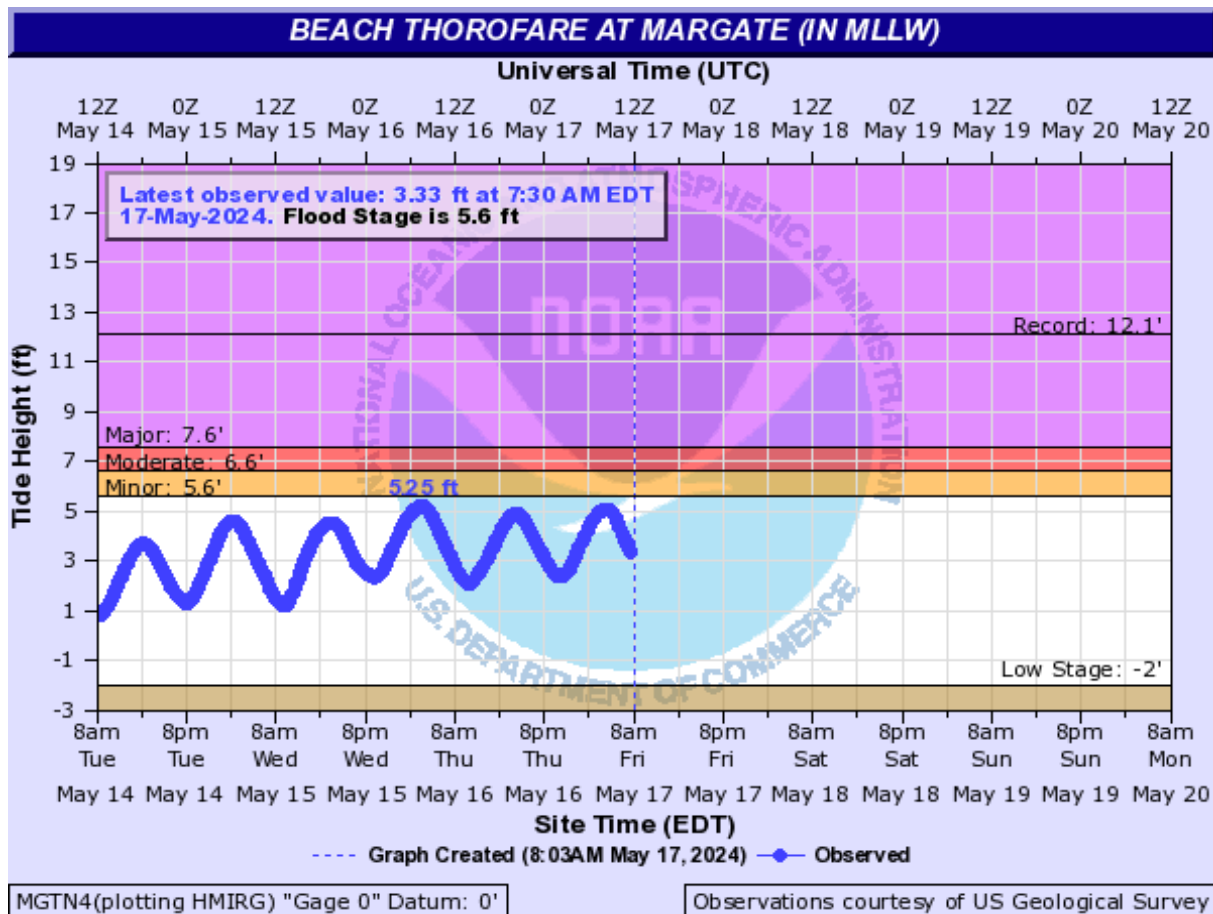 BEACH THOROFARE AT MARGATE (IN MLLW)
Universal Time (UTC)
12Z 0Z 12Z 0Z 12Z 0Z 12Z 0Z 12Z 0Z 12Z 0Z 12Z
May 14 May 15 May 15 May 16 May 16 May 17 May 17 May 18 May 18 May 19 May 19 May 20 May 20
Latest observed value: 3.33 ft at 7:30 AM EDT
17-May-2024. Flood Stage is 5.6 ft
NATIONAL OCEANIC AND ATMOSPHERIC ADMINISTRATION
NOAA
U.S. DEPARTMENT OF COMMERCE
Tide Height (ft)
19
17
15
13
11
9
7
5
3
1
-1
-3
Record: 12.1'
Major: 7.6'
Moderate: 6.6'
Minor: 5.6'
5.25 ft
Low Stage: -2'
8am 8pm 8am 8pm 8am 8pm 8am 8pm 8am 8pm 8am 8pm 8am
Tue Tue Wed Wed Thu Thu Fri Fri Sat Sat Sun Sun Mon
May 14 May 14 May 15 May 15 May 16 May 16 May 17 May 17 May 18 May 18 May 19 May 19 May 20
Site Time (EDT)
Graph Created (8:03AM May 17, 2024) Observed
MGTN4(plotting HMIRG) "Gage 0" Datum: 0'
Observations courtesy of US Geological Survey